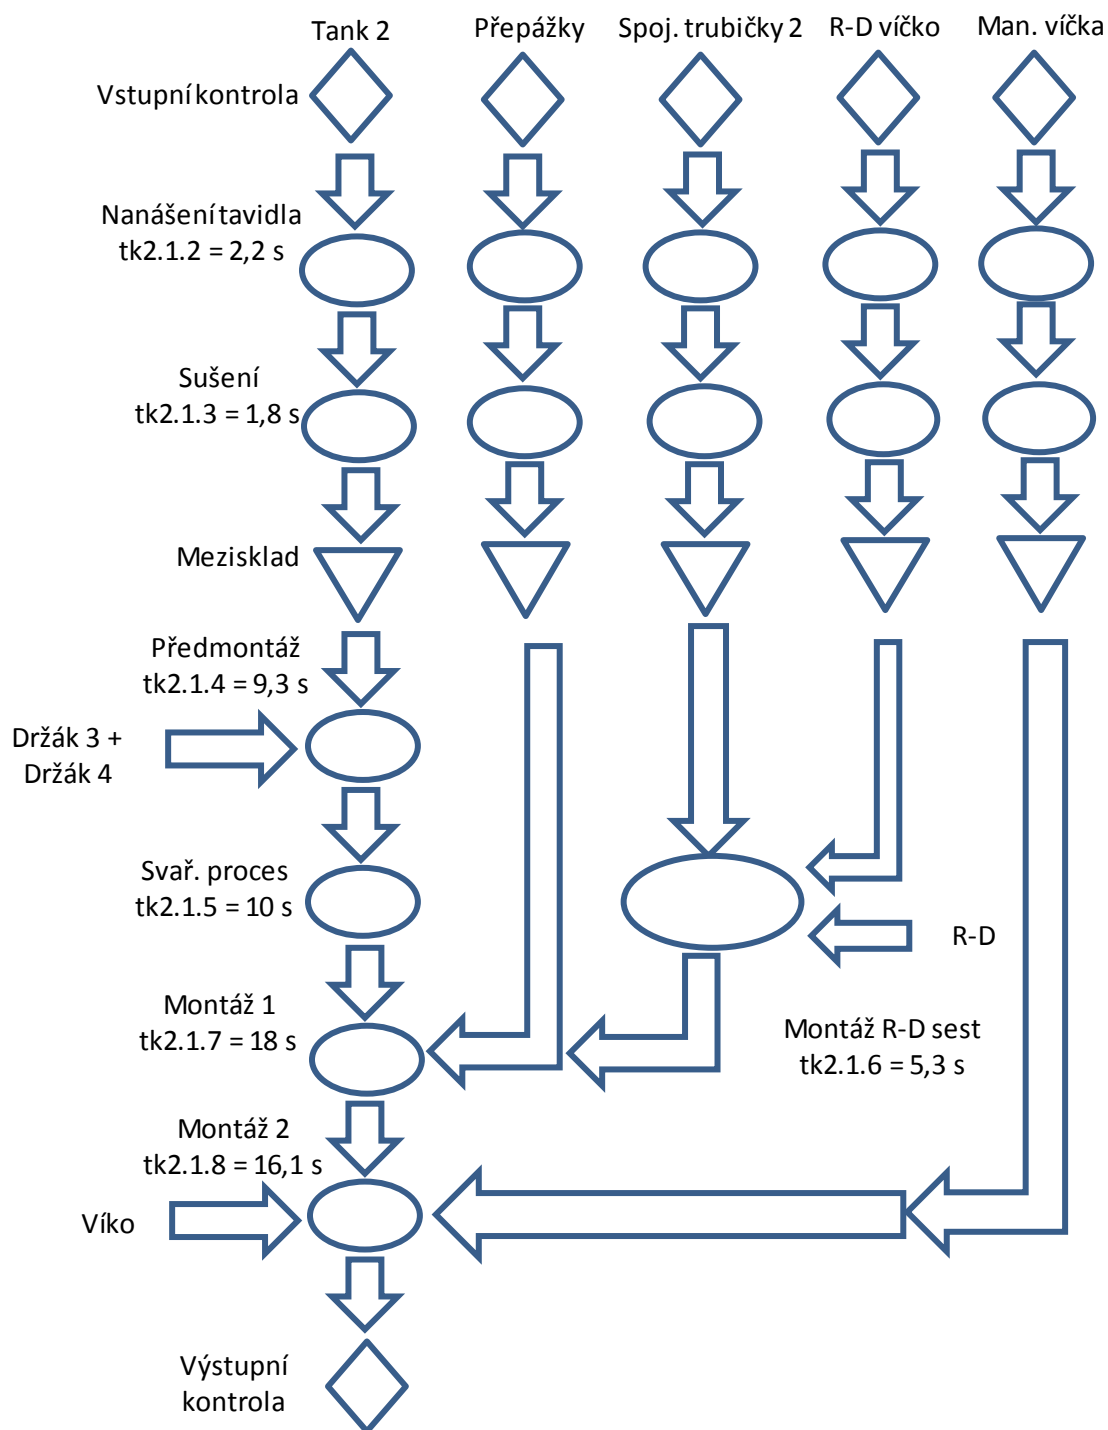 Tank 2
Přepážky
Spoj. trubičky 2
R-D víčko
Man. víčka
Vstupní kontrola
Nanášení tavidla
tk2.1.2 = 2,2 s
Sušení
tk2.1.3 = 1,8 s
Mezisklad
Předmontáž
tk2.1.4 = 9,3 s
Držák 3 +
Držák 4
Svař. proces
tk2.1.5 = 10 s
R-D
Montáž 1
tk2.1.7 = 18 s
Montáž R-D sest
tk2.1.6 = 5,3 s
Montáž 2
tk2.1.8 = 16,1 s
Víko
Výstupní
kontrola